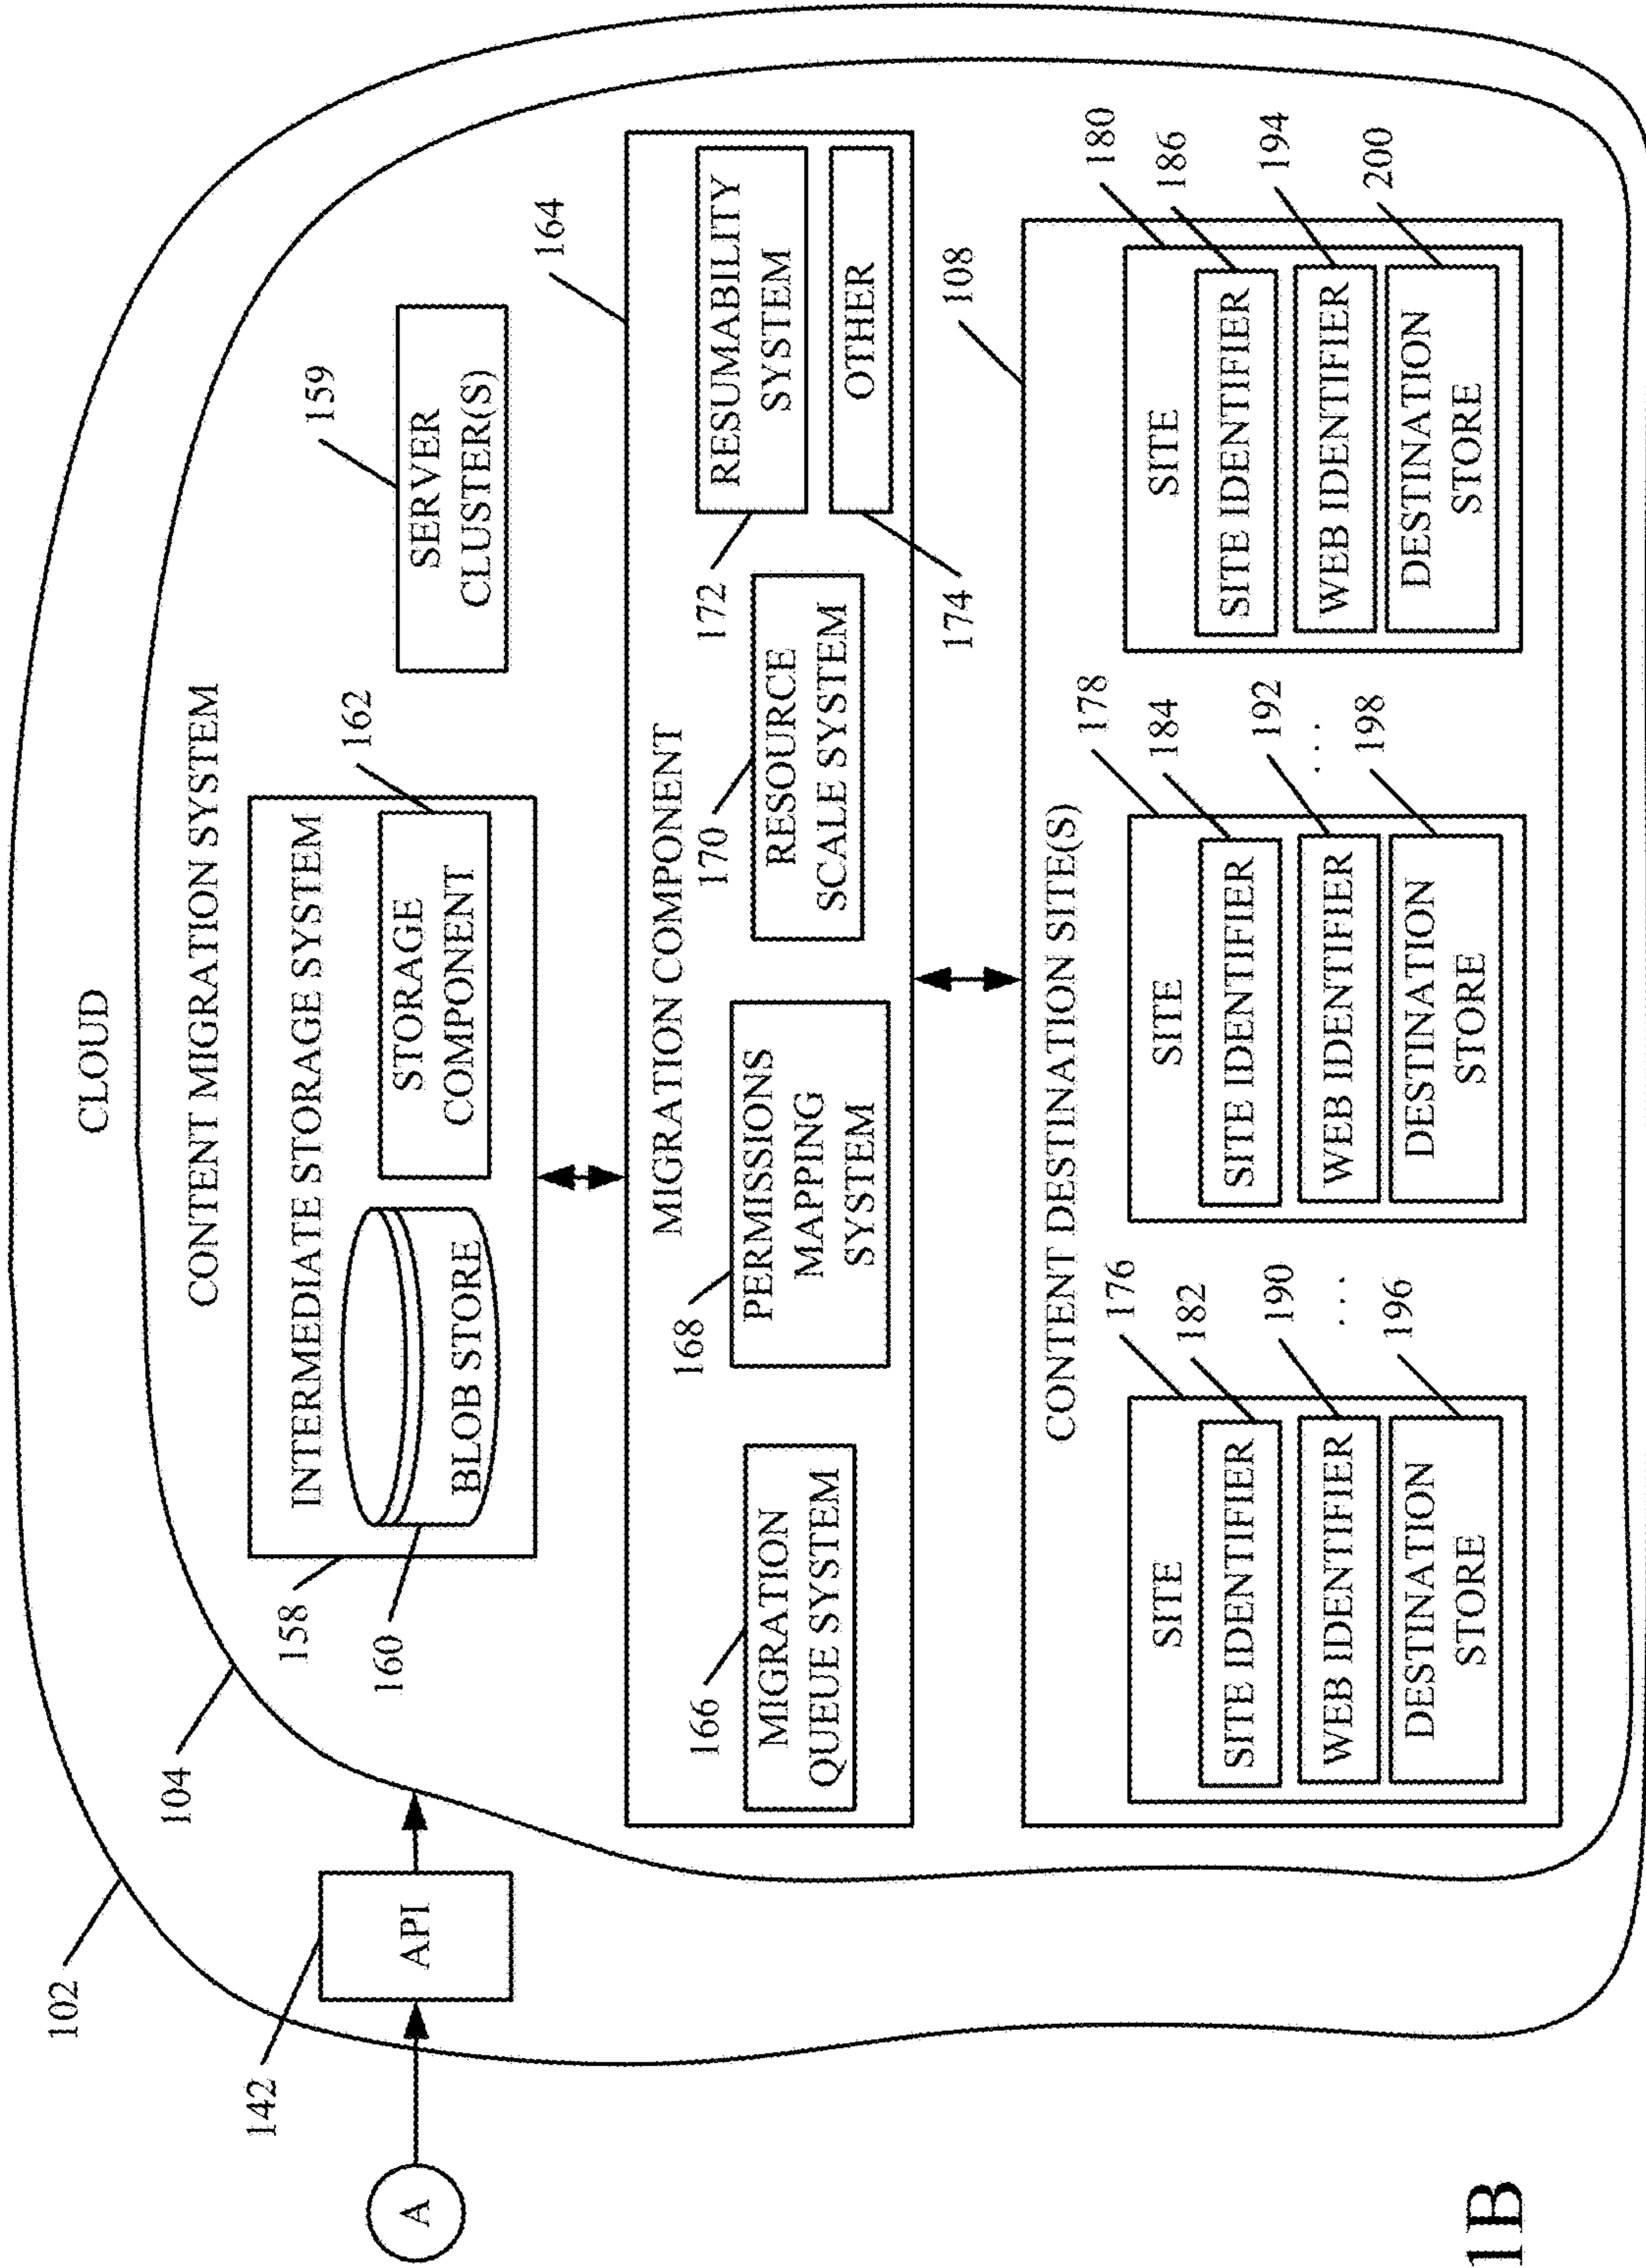 CLOUD
102
104
CONTENT MIGRATION SYSTEM
A
142
API
158
160
INTERMEDIATE STORAGE SYSTEM
BLOB STORE
STORAGE
COMPONENT
162
159
SERVER
CLUSTER(S)
164
MIGRATION COMPONENT
166
MIGRATION
QUEUE SYSTEM
168
PERMISSIONS
MAPPING
SYSTEM
170
RESOURCE
SCALE SYSTEM
172
RESUMABILITY
SYSTEM
OTHER
174
108
CONTENT DESTINATION SITE(S)
176
SITE
182
SITE IDENTIFIER
190
WEB IDENTIFIER
. . .
196
DESTINATION
STORE
178
SITE
184
SITE IDENTIFIER
192
WEB IDENTIFIER
. . .
198
DESTINATION
STORE
180
SITE
186
SITE IDENTIFIER
194
WEB IDENTIFIER
200
DESTINATION
STORE
1B